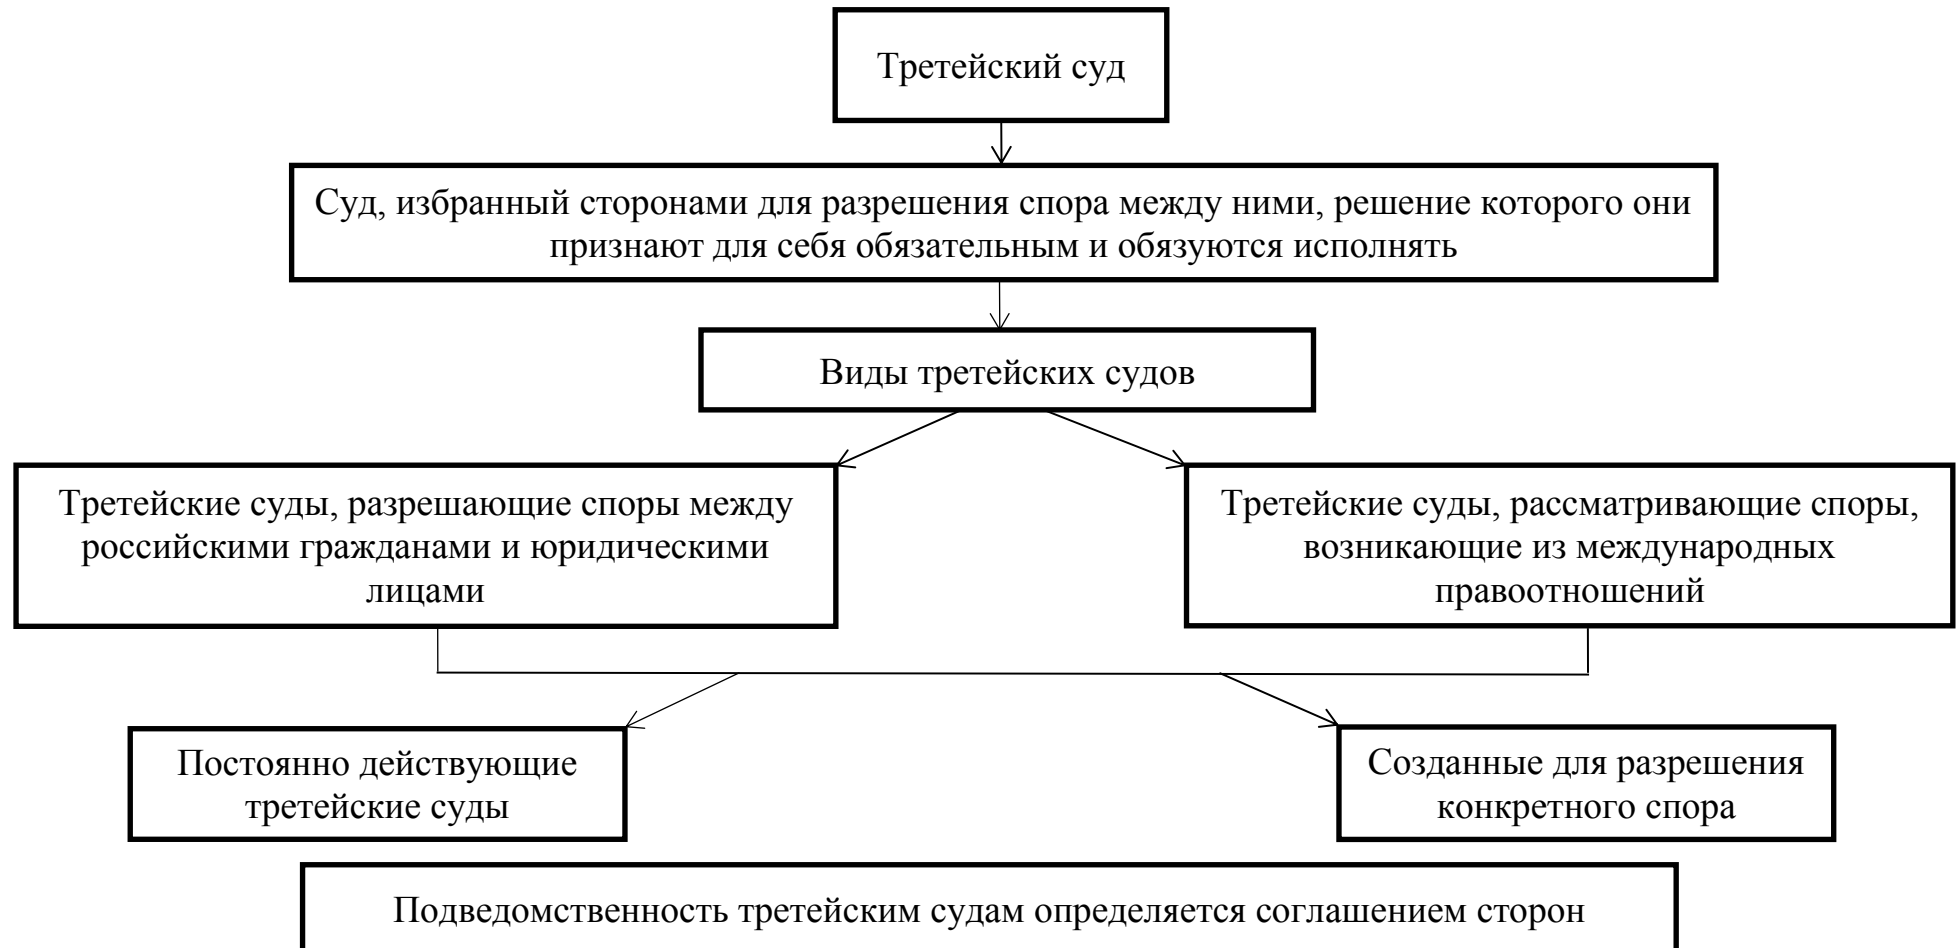 Третейский суд
Суд, избранный сторонами для разрешения спора между ними, решение которого они
признают для себя обязательным и обязуются исполнять
Виды третейских судов
Третейские суды, разрешающие споры между
российскими гражданами и юридическими
лицами
Третейские суды, рассматривающие споры,
возникающие из международных
правоотношений
Постоянно действующие
третейские суды
Созданные для разрешения
конкретного спора
Подведомственность третейским судам определяется соглашением сторон